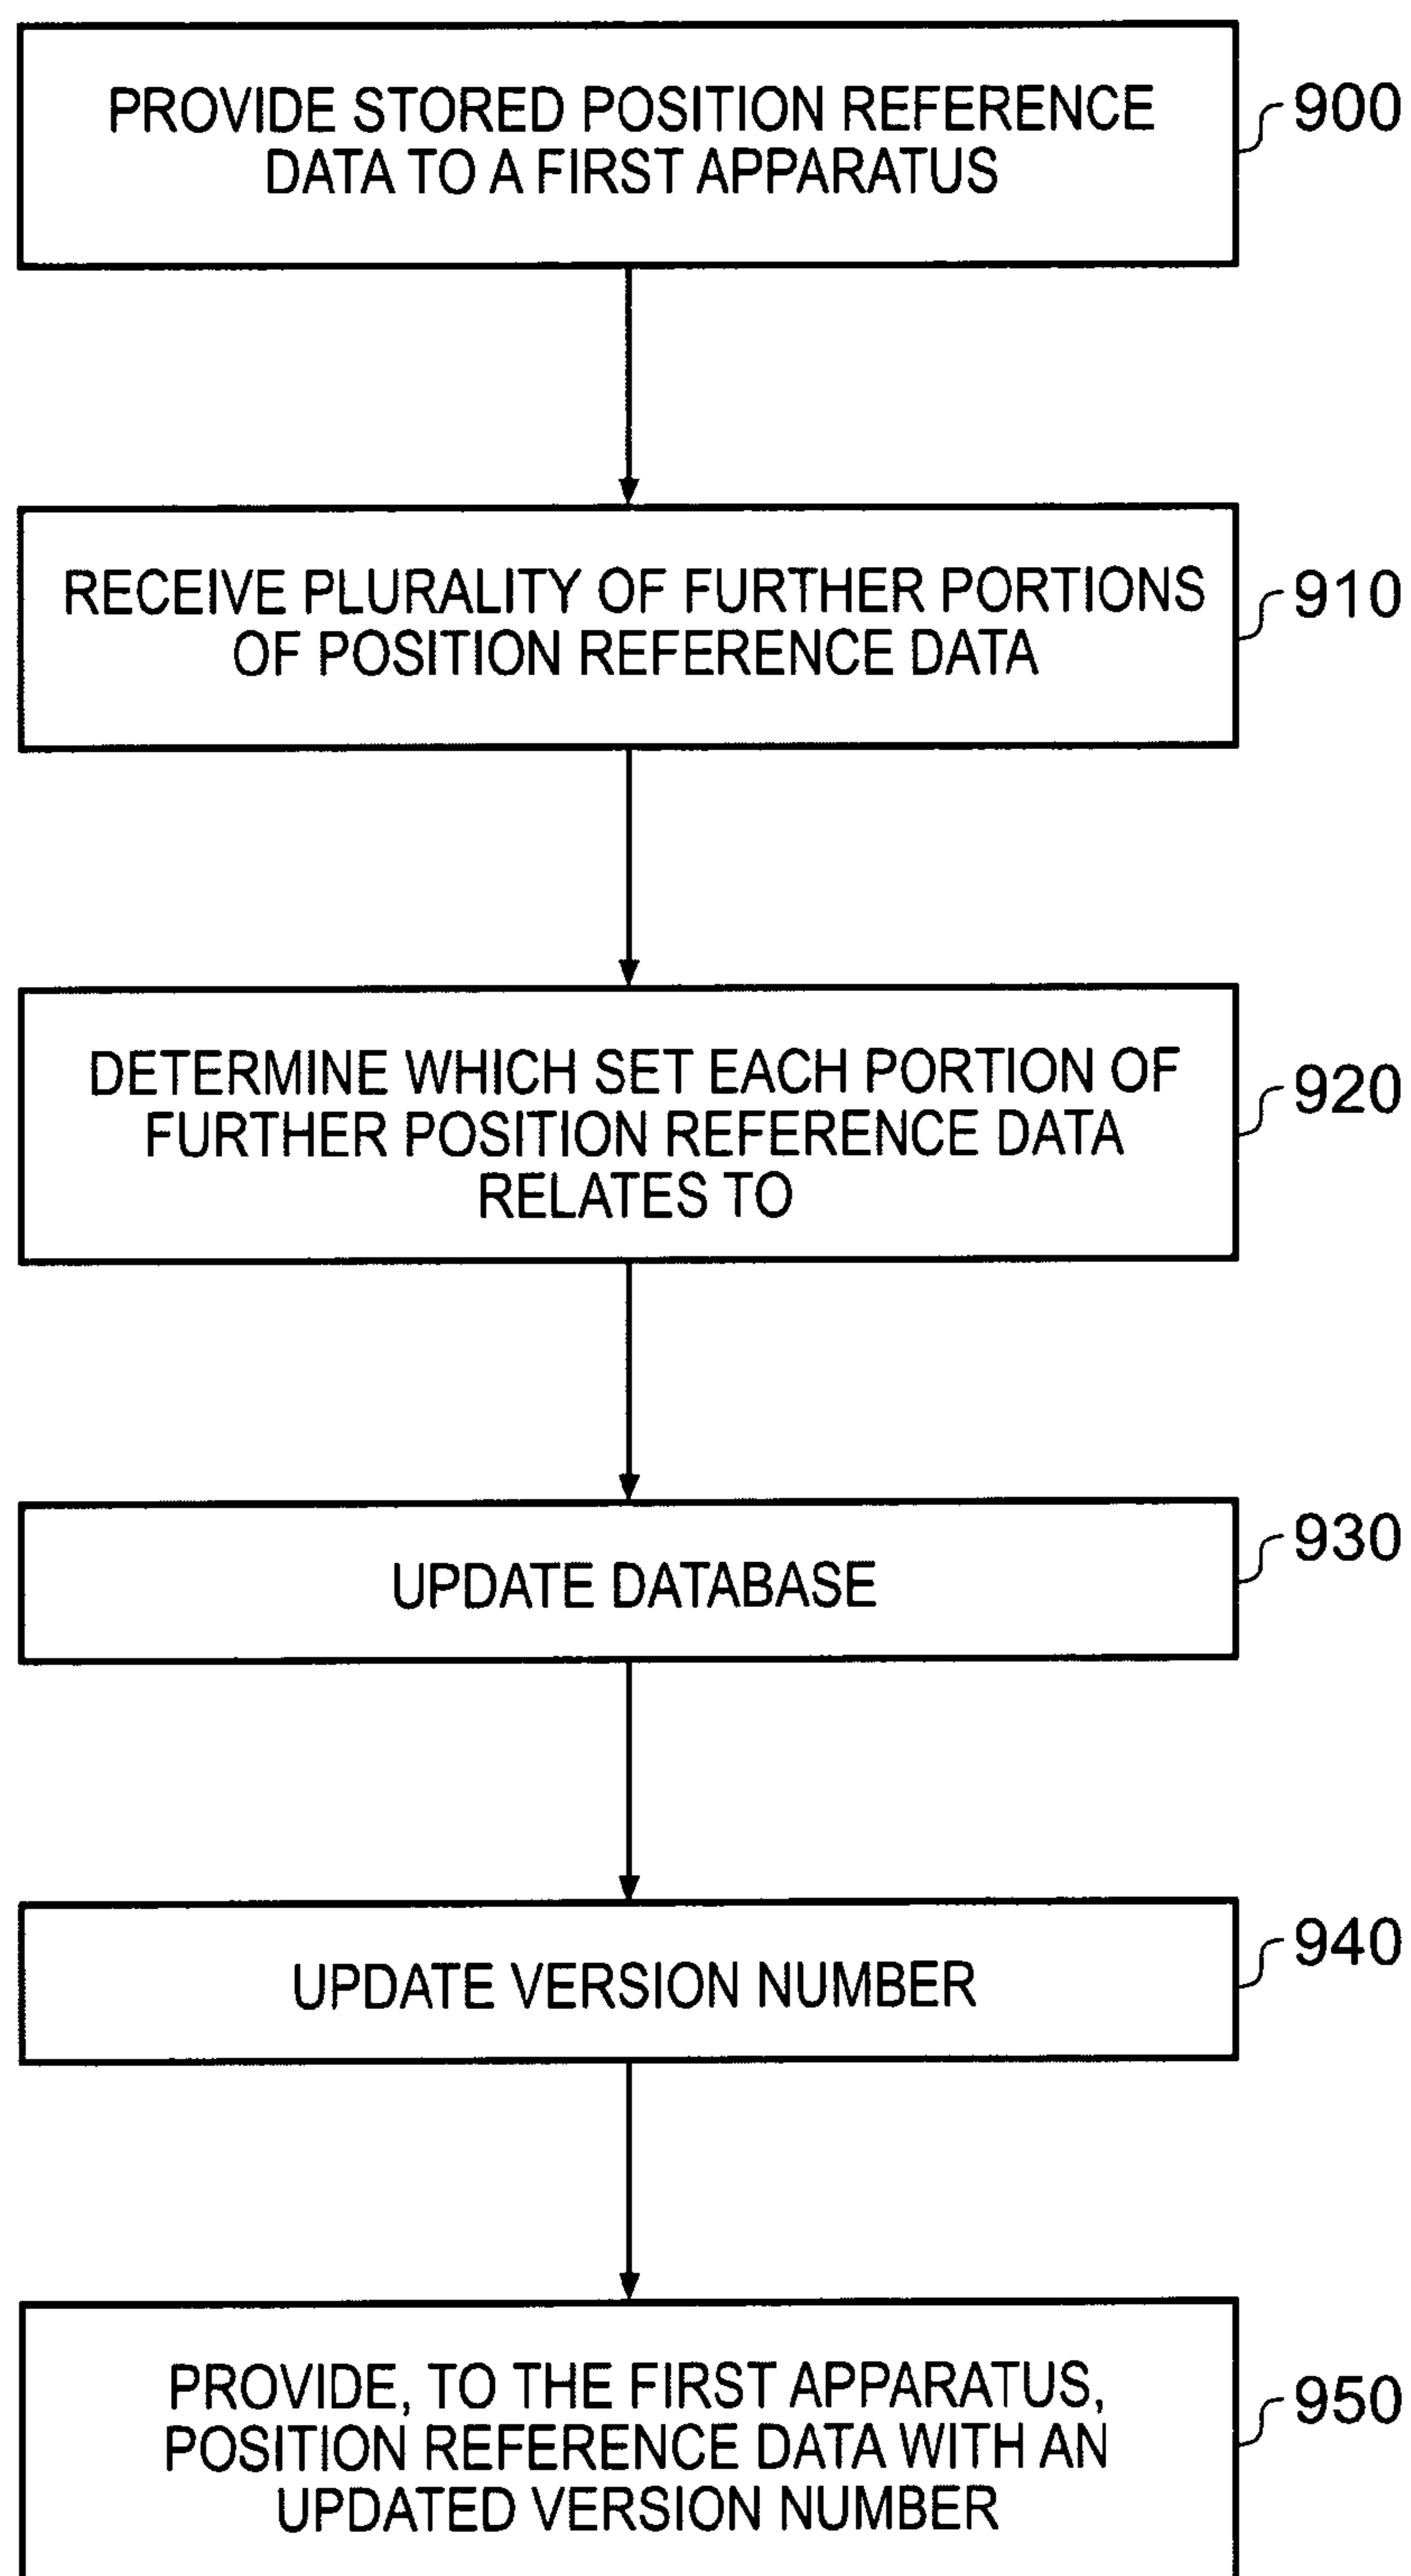 PROVIDE STORED POSITION REFERENCE
DATA TO A FIRST APPARATUS
900
RECEIVE PLURALITY OF FURTHER PORTIONS
OF POSITION REFERENCE DATA
910
DETERMINE WHICH SET EACH PORTION OF
FURTHER POSITION REFERENCE DATA
RELATES TO
920
UPDATE DATABASE
930
UPDATE VERSION NUMBER
940
PROVIDE, TO THE FIRST APPARATUS,
POSITION REFERENCE DATA WITH AN
UPDATED VERSION NUMBER
950